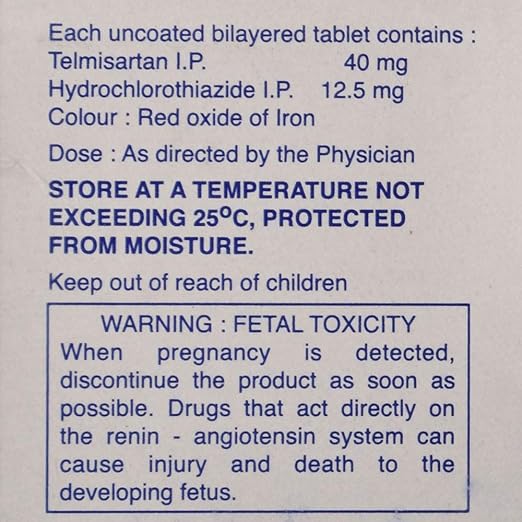 Each uncoated bilayered tablet contains :
Telmisartan I.P. 40 mg
Hydrochlorothiazide I.P. 12.5 mg
Colour : Red oxide of Iron
Dose : As directed by the Physician
STORE AT A TEMPERATURE NOT
EXCEEDING 25ºC, PROTECTED
FROM MOISTURE.
Keep out of reach of children
WARNING : FETAL TOXICITY
When pregnancy is detected,
discontinue the product as soon as
possible. Drugs that act directly on
the renin - angiotensin system can
cause injury and death to the
developing fetus.